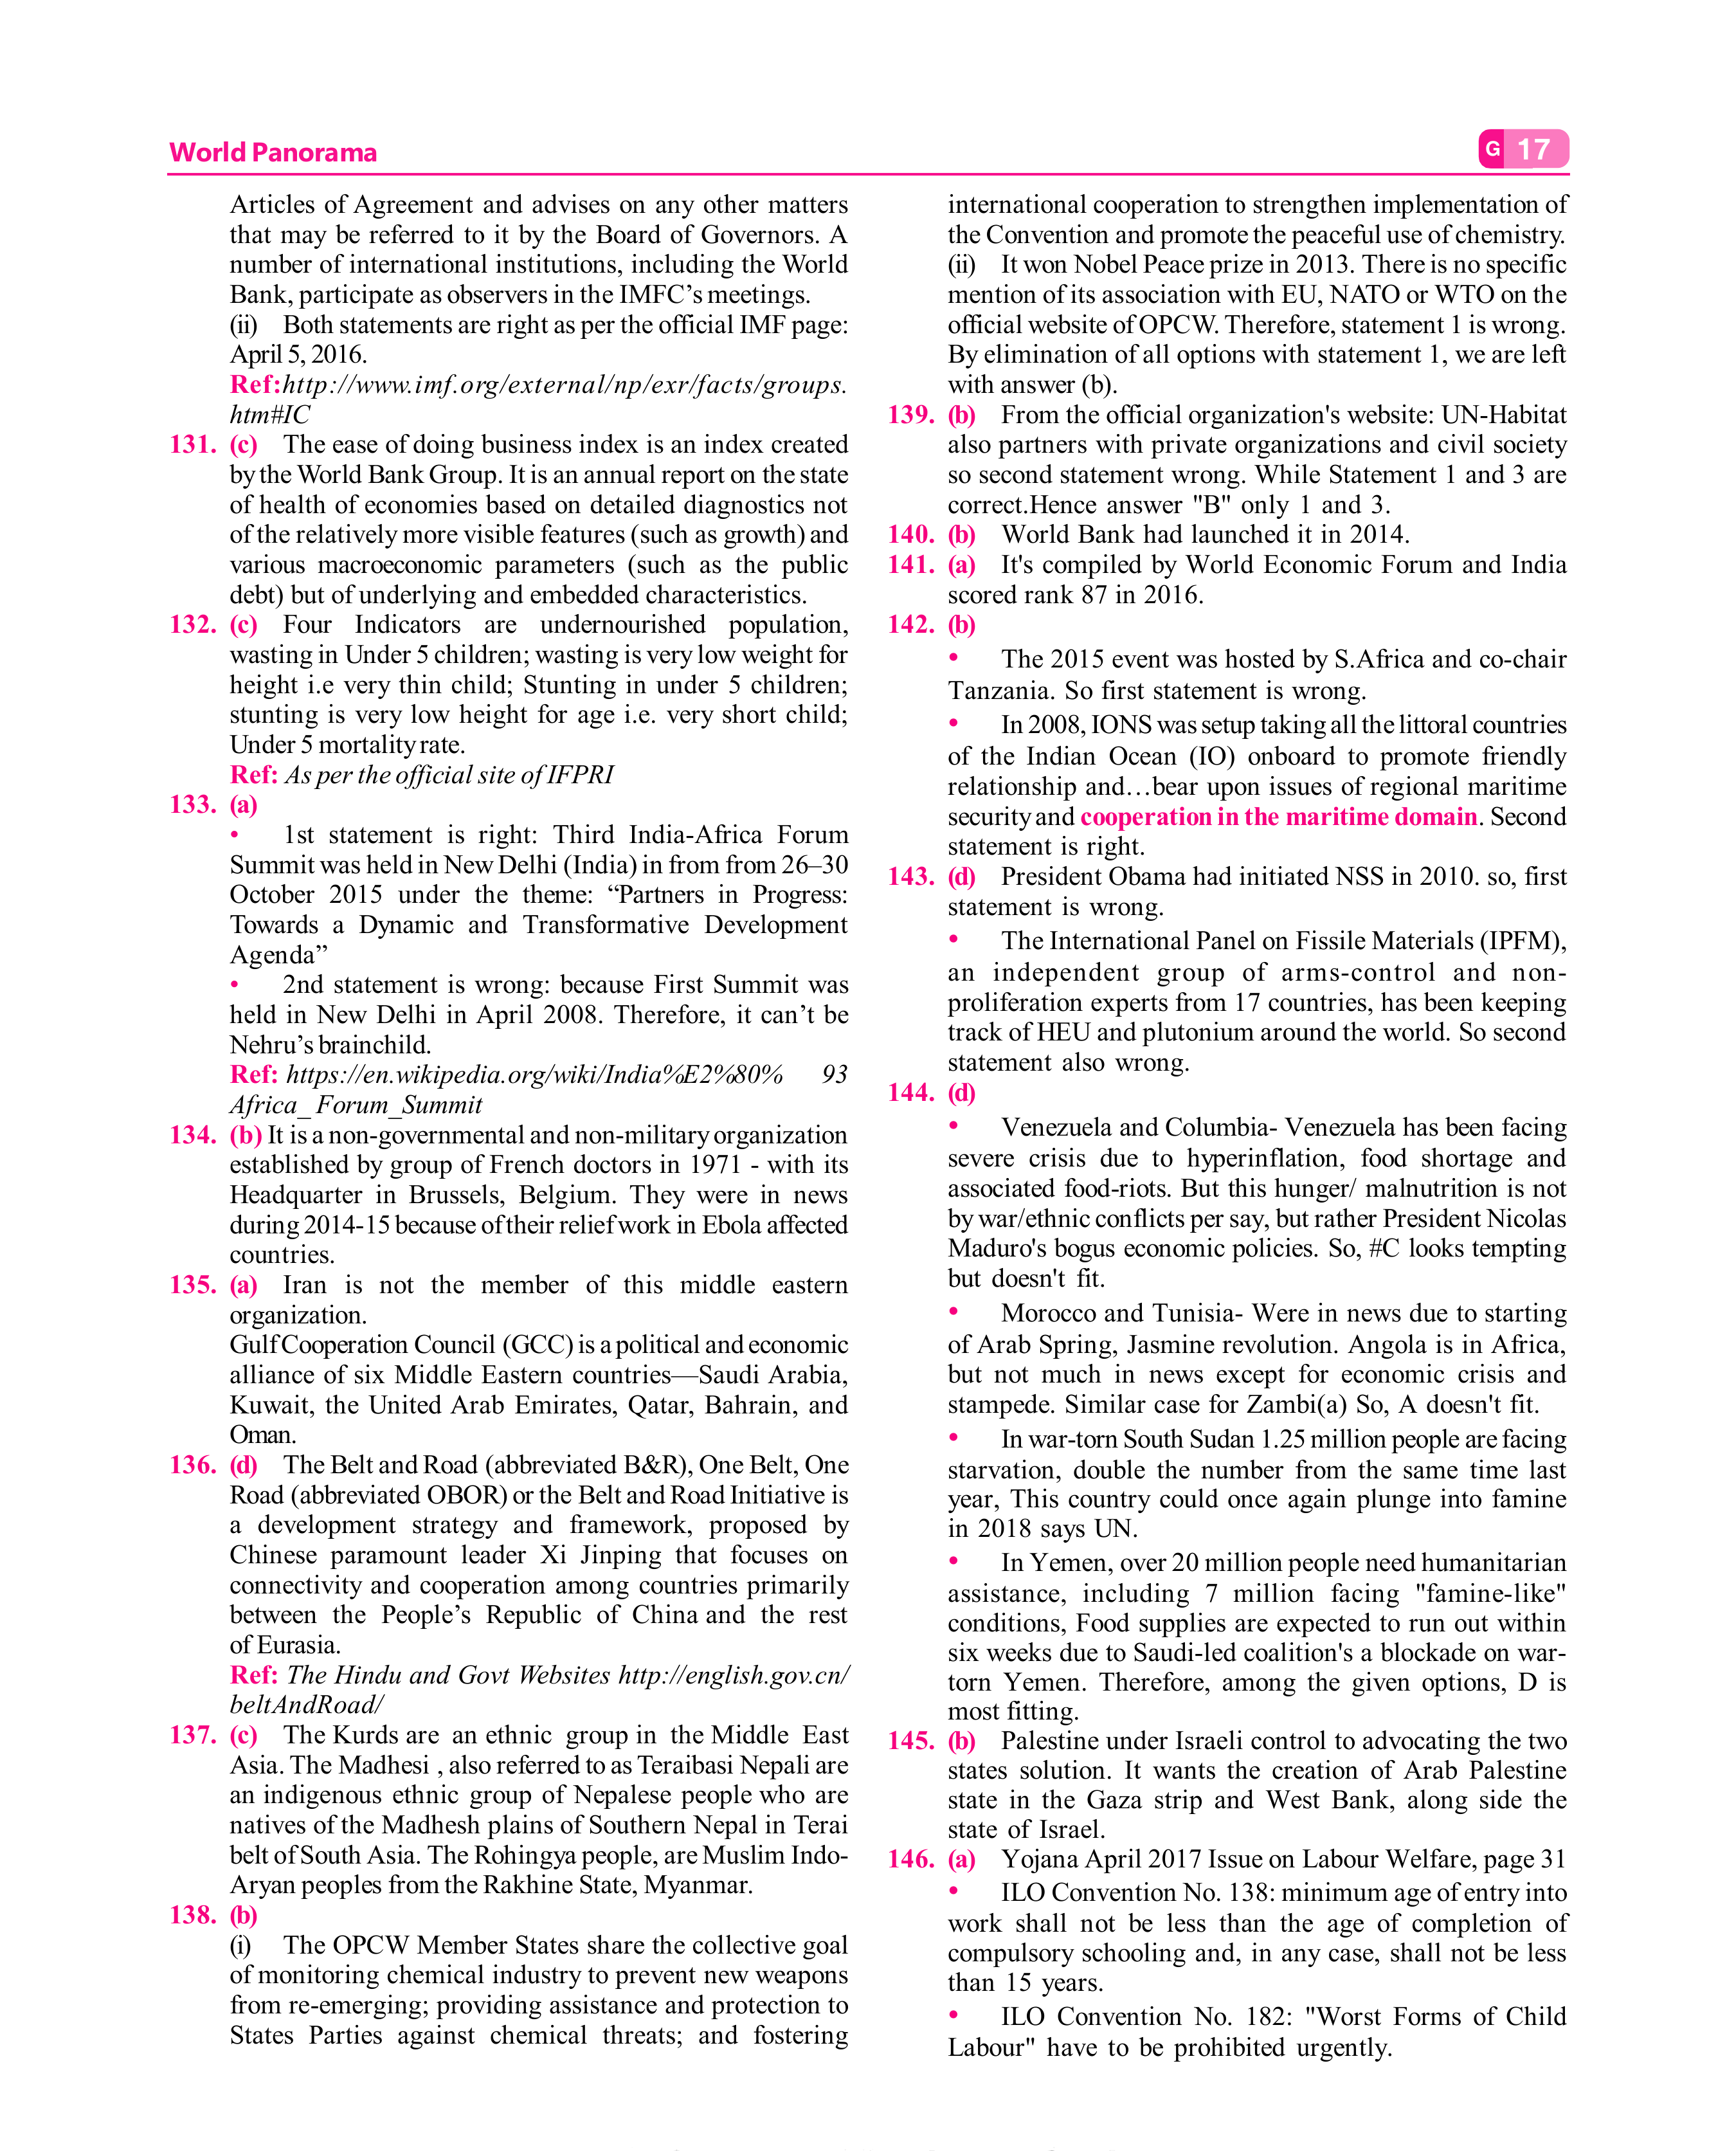 World Panorama
G 17
Articles of Agreement and advises on any other matters
that may be referred to it by the Board of Governors. A
number of international institutions, including the World
Bank, participate as observers in the IMFC’s meetings.
(ii) Both statements are right as per the official IMF page:
April 5, 2016.
Ref:http://www.imf.org/external/np/exr/facts/groups.
htm#IC
131. (c) The ease of doing business index is an index created
by the World Bank Group. It is an annual report on the state
of health of economies based on detailed diagnostics not
of the relatively more visible features (such as growth) and
various macroeconomic parameters (such as the public
debt) but of underlying and embedded characteristics.
132. (c) Four Indicators are undernourished population,
wasting in Under 5 children; wasting is very low weight for
height i.e very thin child; Stunting in under 5 children;
stunting is very low height for age i.e. very short child;
Under 5 mortality rate.
Ref: As per the official site of IFPRI
133. (a)
• 1st statement is right: Third India-Africa Forum
Summit was held in New Delhi (India) in from from 26–30
October 2015 under the theme: “Partners in Progress:
Towards a Dynamic and Transformative Development
Agenda”
• 2nd statement is wrong: because First Summit was
held in New Delhi in April 2008. Therefore, it can’t be
Nehru’s brainchild.
Ref: https://en.wikipedia.org/wiki/India%E2%80% 93
Africa_ Forum_Summit
134. (b) It is a non-governmental and non-military organization
established by group of French doctors in 1971 - with its
Headquarter in Brussels, Belgium. They were in news
during 2014-15 because of their relief work in Ebola affected
countries.
135. (a) Iran is not the member of this middle eastern
organization.
Gulf Cooperation Council (GCC) is a political and economic
alliance of six Middle Eastern countries—Saudi Arabia,
Kuwait, the United Arab Emirates, Qatar, Bahrain, and
Oman.
136. (d) The Belt and Road (abbreviated B&R), One Belt, One
Road (abbreviated OBOR) or the Belt and Road Initiative is
a development strategy and framework, proposed by
Chinese paramount leader Xi Jinping that focuses on
connectivity and cooperation among countries primarily
between the People’s Republic of China and the rest
of Eurasia.
Ref: The Hindu and Govt Websites http://english.gov.cn/
beltAndRoad/
137. (c) The Kurds are an ethnic group in the Middle East
Asia. The Madhesi , also referred to as Teraibasi Nepali are
an indigenous ethnic group of Nepalese people who are
natives of the Madhesh plains of Southern Nepal in Terai
belt of South Asia. The Rohingya people, are Muslim Indo-
Aryan peoples from the Rakhine State, Myanmar.
138. (b)
(i) The OPCW Member States share the collective goal
of monitoring chemical industry to prevent new weapons
from re-emerging; providing assistance and protection to
States Parties against chemical threats; and fostering
international cooperation to strengthen implementation of
the Convention and promote the peaceful use of chemistry.
(ii) It won Nobel Peace prize in 2013. There is no specific
mention of its association with EU, NATO or WTO on the
official website of OPCW. Therefore, statement 1 is wrong.
By elimination of all options with statement 1, we are left
with answer (b).
139. (b) From the official organization's website: UN-Habitat
also partners with private organizations and civil society
so second statement wrong. While Statement 1 and 3 are
correct.Hence answer "B" only 1 and 3.
140. (b) World Bank had launched it in 2014.
141. (a) It's compiled by World Economic Forum and India
scored rank 87 in 2016.
142. (b)
• The 2015 event was hosted by S.Africa and co-chair
Tanzania. So first statement is wrong.
• In 2008, IONS was setup taking all the littoral countries
of the Indian Ocean (IO) onboard to promote friendly
relationship and…bear upon issues of regional maritime
security and cooperation in the maritime domain. Second
statement is right.
143. (d) President Obama had initiated NSS in 2010. so, first
statement is wrong.
• The International Panel on Fissile Materials (IPFM),
an independent group of arms-control and non-
proliferation experts from 17 countries, has been keeping
track of HEU and plutonium around the world. So second
statement also wrong.
144. (d)
• Venezuela and Columbia- Venezuela has been facing
severe crisis due to hyperinflation, food shortage and
associated food-riots. But this hunger/ malnutrition is not
by war/ethnic conflicts per say, but rather President Nicolas
Maduro's bogus economic policies. So, #C looks tempting
but doesn't fit.
• Morocco and Tunisia- Were in news due to starting
of Arab Spring, Jasmine revolution. Angola is in Africa,
but not much in news except for economic crisis and
stampede. Similar case for Zambi(a) So, A doesn't fit.
• In war-torn South Sudan 1.25 million people are facing
starvation, double the number from the same time last
year, This country could once again plunge into famine
in 2018 says UN.
• In Yemen, over 20 million people need humanitarian
assistance, including 7 million facing "famine-like"
conditions, Food supplies are expected to run out within
six weeks due to Saudi-led coalition's a blockade on war-
torn Yemen. Therefore, among the given options, D is
most fitting.
145. (b) Palestine under Israeli control to advocating the two
states solution. It wants the creation of Arab Palestine
state in the Gaza strip and West Bank, along side the
state of Israel.
146. (a) Yojana April 2017 Issue on Labour Welfare, page 31
• ILO Convention No. 138: minimum age of entry into
work shall not be less than the age of completion of
compulsory schooling and, in any case, shall not be less
than 15 years.
• ILO Convention No. 182: "Worst Forms of Child
Labour" have to be prohibited urgently.